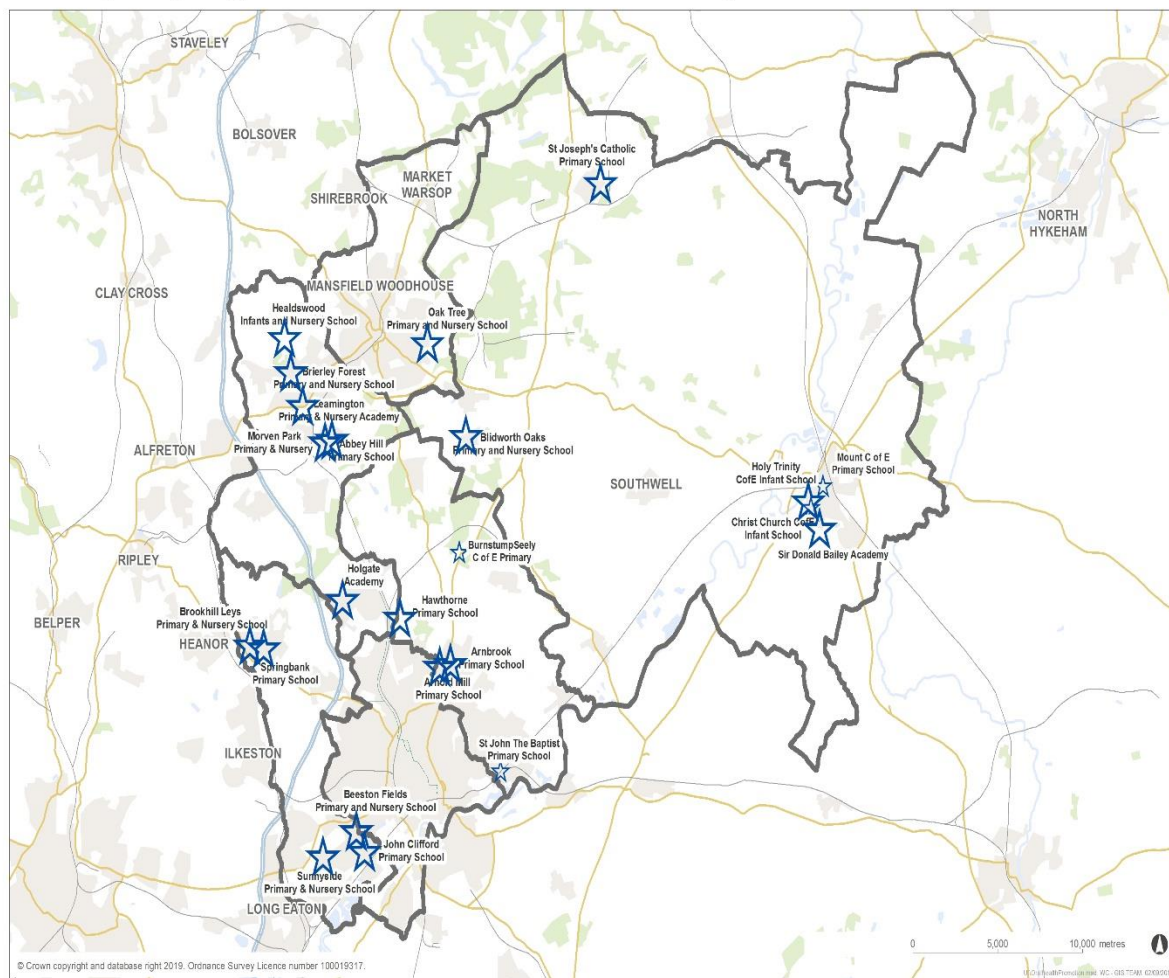 STAVELEY
BOLSOVER
St Joseph's Catholic
Primary School
MARKET
WARSOP
SHIREBROOK
NORTH
HYKEHAM
CLAY CROSS
MANSFIELD WOODHOUSE
Healdswood
Infants and Nursery School
Oak Tree
Primary and Nursery School
Brierley Forest
Primary and Nursery School
Leamington
Primary & Nursery Academy
Morven Park
Primary & Nursery
Abbey Hill
Primary School
Blidworth Oaks
Primary and Nursery School
ALFRETON
SOUTHWELL
Mount C of E
Primary School
Holy Trinity
CofE Infant School
Christ Church CofE
Infant School
Sir Donald Bailey Academy
BurnstumpSeely
C of E Primary
RIPLEY
Holgate
Academy
Hawthorne
Primary School
Brookhill Leys
Primary & Nursery School
BELPER
HEANOR
Springbank
Primary School
Arnbrook
Primary School
Arnold Mill
Primary School
ILKESTON
St John The Baptist
Primary School
Beeston Fields
Primary and Nursery School
John Clifford
Primary School
Sunnyside
Primary & Nursery School
LONG EATON
0 5,000 10,000 metres
© Crown copyright and database right 2019. Ordnance Survey Licence number 100019317.